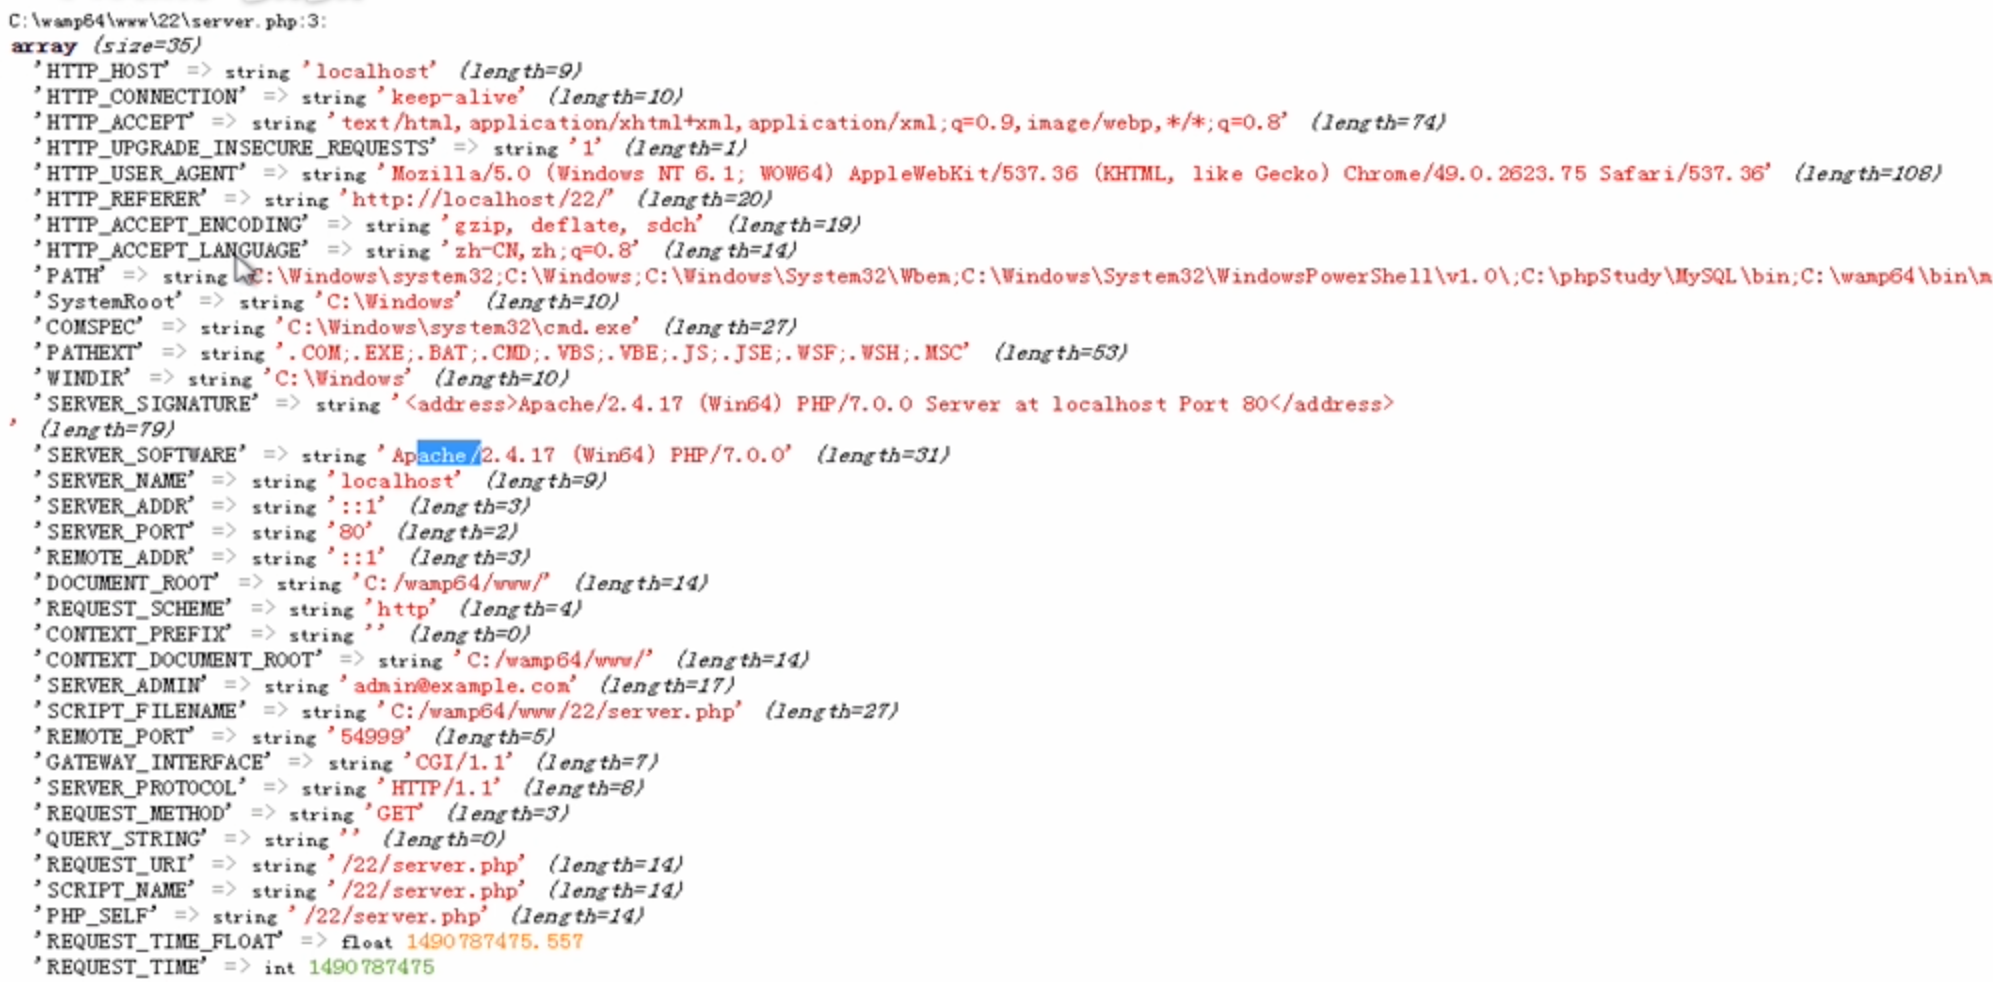 C:\wamp64\www\22\server.php:3:
array (size=35)
'HTTP_HOST' => string 'localhost' (length=9)
'HTTP_CONNECTION' => string 'keep-alive' (length=10)
'HTTP_ACCEPT' => string 'text/html,application/xhtml+xml,application/xml;q=0.9,image/webp,*/*;q=0.8' (length=74)
'HTTP_UPGRADE_INSECURE_REQUESTS' => string '1' (length=1)
'HTTP_USER_AGENT' => string 'Mozilla/5.0 (Windows NT 6.1; WOW64) AppleWebKit/537.36 (KHTML, like Gecko) Chrome/49.0.2623.75 Safari/537.36' (length=108)
'HTTP_REFERER' => string 'http://localhost/22/' (length=20)
'HTTP_ACCEPT_ENCODING' => string 'gzip, deflate, sdch' (length=19)
'HTTP_ACCEPT_LANGUAGE' => string 'zh-CN,zh;q=0.8' (length=14)
'PATH' => string 'C:\Windows\system32;C:\Windows;C:\Windows\System32\Wbem;C:\Windows\System32\WindowsPowerShell\v1.0\;C:\phpStudy\MySQL\bin;C:\wamp64\bin\m
'SystemRoot' => string 'C:\Windows' (length=10)
'COMSPEC' => string 'C:\Windows\system32\cmd.exe' (length=27)
'PATHEXT' => string '.COM;.EXE;.BAT;.CMD;.VBS;.VBE;.JS;.JSE;.WSF;.WSH;.MSC' (length=53)
'WINDIR' => string 'C:\Windows' (length=10)
'SERVER_SIGNATURE' => string '<address>Apache/2.4.17 (Win64) PHP/7.0.0 Server at localhost Port 80</address>
' (length=79)
'SERVER_SOFTWARE' => string 'Apache/2.4.17 (Win64) PHP/7.0.0' (length=31)
'SERVER_NAME' => string 'localhost' (length=9)
'SERVER_ADDR' => string '::1' (length=3)
'SERVER_PORT' => string '80' (length=2)
'REMOTE_ADDR' => string '::1' (length=3)
'DOCUMENT_ROOT' => string 'C:/wamp64/www/' (length=14)
'REQUEST_SCHEME' => string 'http' (length=4)
'CONTEXT_PREFIX' => string '' (length=0)
'CONTEXT_DOCUMENT_ROOT' => string 'C:/wamp64/www/' (length=14)
'SERVER_ADMIN' => string 'admin@example.com' (length=17)
'SCRIPT_FILENAME' => string 'C:/wamp64/www/22/server.php' (length=27)
'REMOTE_PORT' => string '54999' (length=5)
'GATEWAY_INTERFACE' => string 'CGI/1.1' (length=7)
'SERVER_PROTOCOL' => string 'HTTP/1.1' (length=8)
'REQUEST_METHOD' => string 'GET' (length=3)
'QUERY_STRING' => string '' (length=0)
'REQUEST_URI' => string '/22/server.php' (length=14)
'SCRIPT_NAME' => string '/22/server.php' (length=14)
'PHP_SELF' => string '/22/server.php' (length=14)
'REQUEST_TIME_FLOAT' => float 1490787475.557
'REQUEST_TIME' => int 1490787475